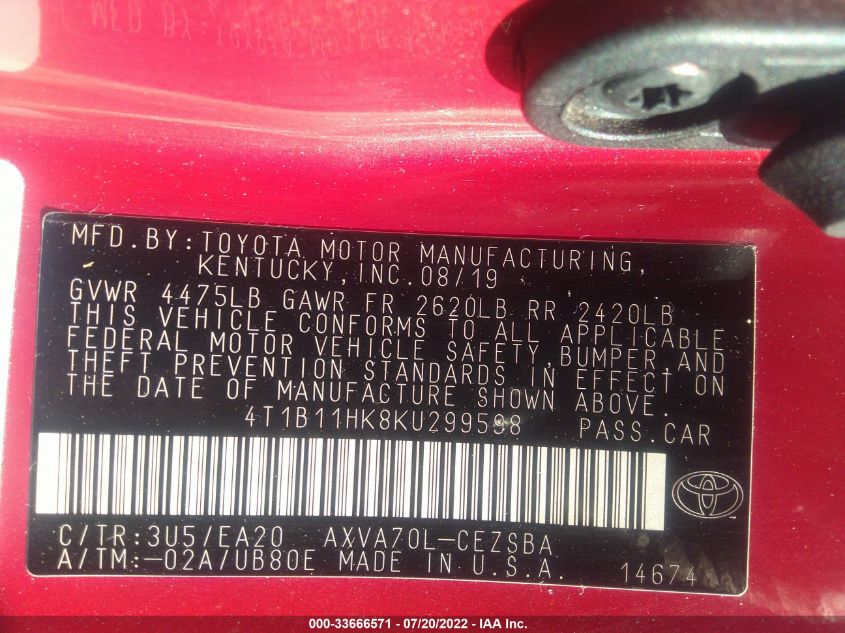 MFD.BY:TOYOTA MOTOR MANUFACTURING,
KENTUCKY,INC.08/19
GVWR 4475LB GAWR FR 2620LB RR 2420LB
THIS VEHICLE CONFORMS TO ALL APPLICABLE
FEDERAL MOTOR VEHICLE SAFETY,BUMPER,AND
THEFT PREVENTION STANDARDS IN EFFECT ON
THE DATE OF MANUFACTURE SHOWN ABOVE.
4T1B11HK8KU299598 PASS.CAR
C/TR:3U5/EA20 AXVA70L-CEZSBA
A/TM:-02A/UB80E MADE IN U.S.A. 14674
000-33666571 - 07/20/2022 - IAA Inc.